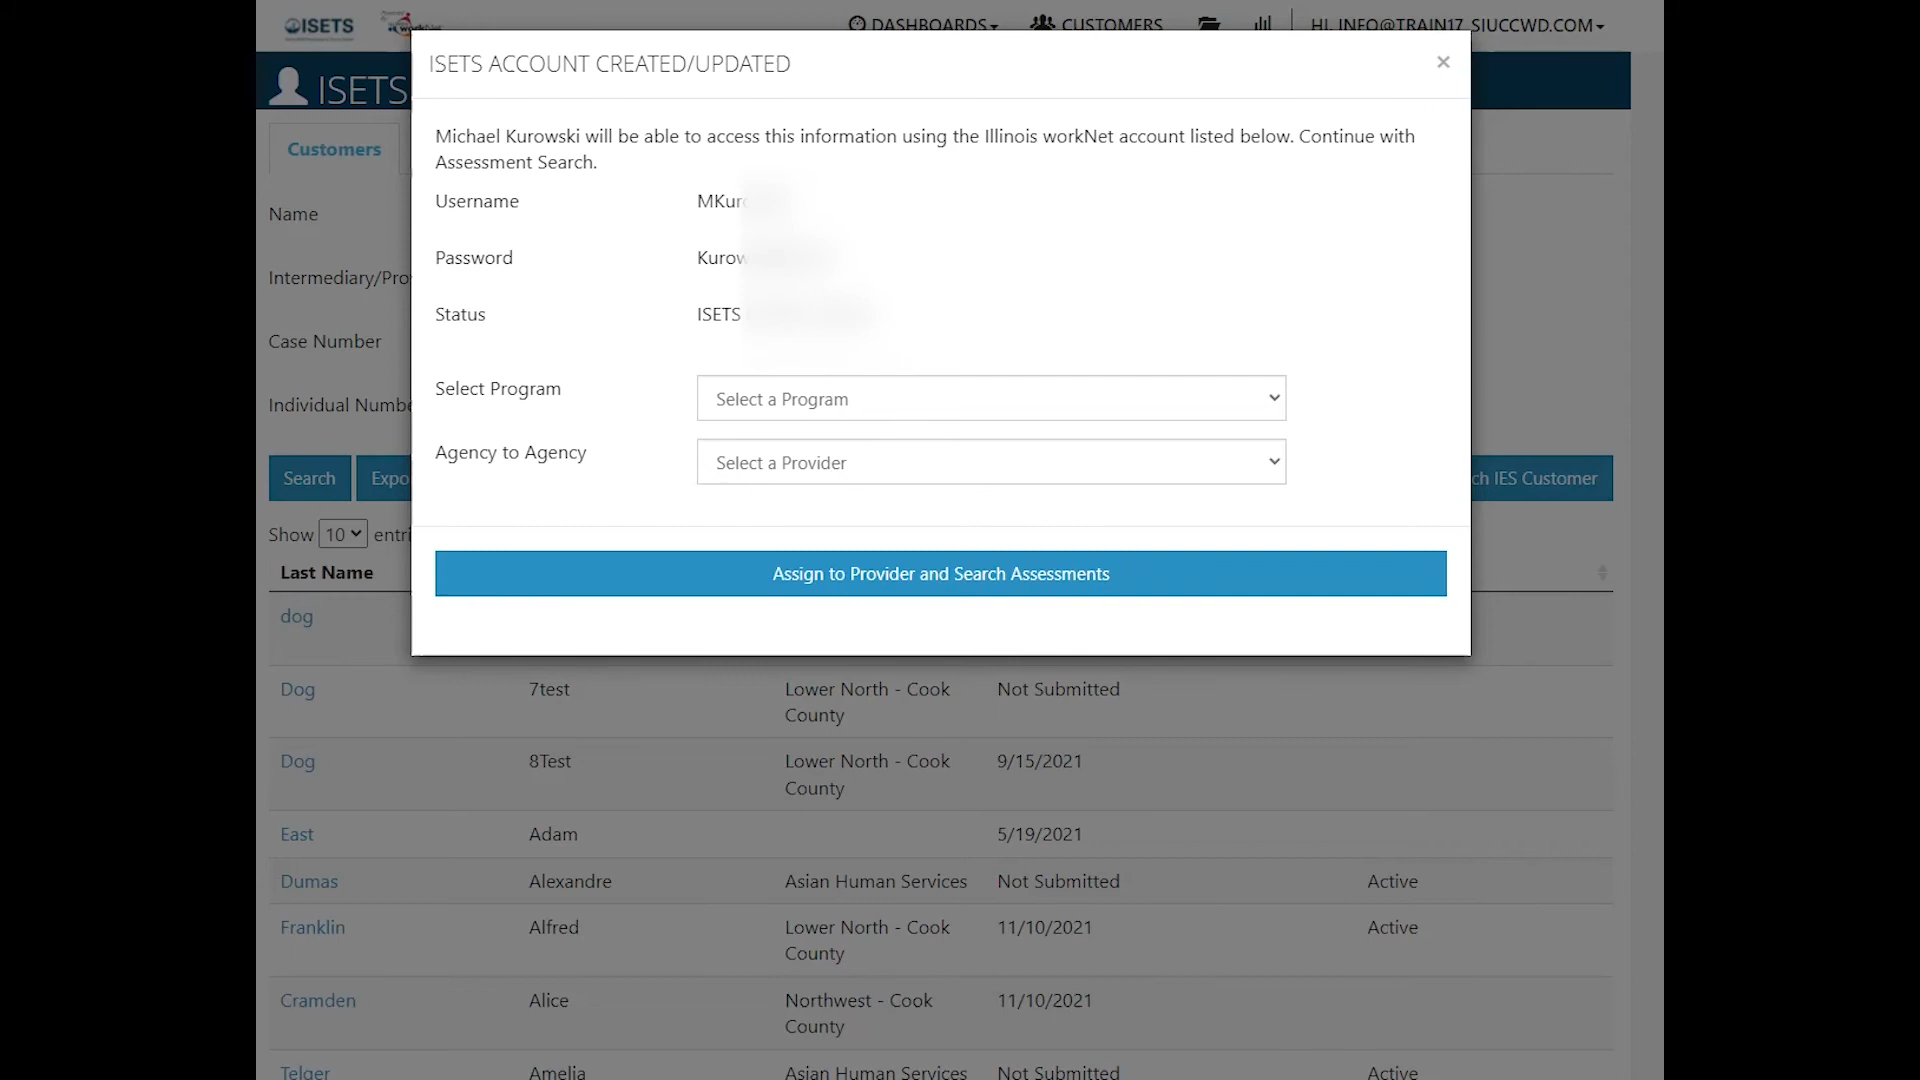 ISETS
DASHBOARDS
CUSTOMERS
HI, INFO@TRAIN17_SIUCCWD.COM
ISETS ACCOUNT CREATED/UPDATED
×
ISETS
Michael Kurowski will be able to access this information using the Illinois workNet account listed below. Continue with
Assessment Search.
Customers
Username
MKuro
Name
Password
Kurow
Intermediary/Pro
Status
ISETS
Case Number
Select Program
Select a Program
Individual Numbe
Agency to Agency
Select a Provider
Search
Expo
ch IES Customer
Show 10 entri
Assign to Provider and Search Assessments
Last Name
dog
Dog 7test Lower North - Cook Not Submitted
County
Dog 8Test Lower North - Cook 9/15/2021
County
East Adam 5/19/2021
Dumas Alexandre Asian Human Services Not Submitted Active
Franklin Alfred Lower North - Cook 11/10/2021 Active
County
Cramden Alice Northwest - Cook 11/10/2021
County
Telger Amelia Asian Human Services Not Submitted Active